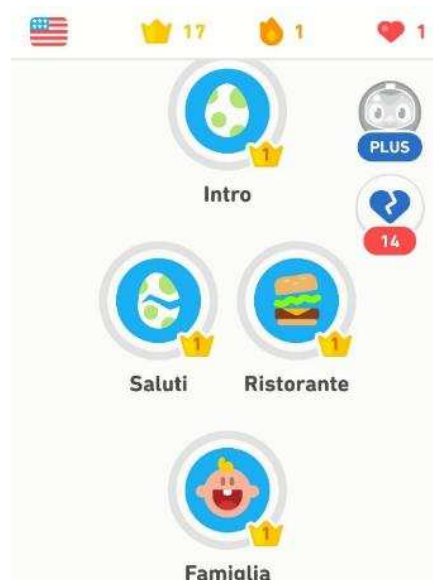 17 1 1
1
PLUS
Intro
14
1 1
Saluti Ristorante
1
Famiglia